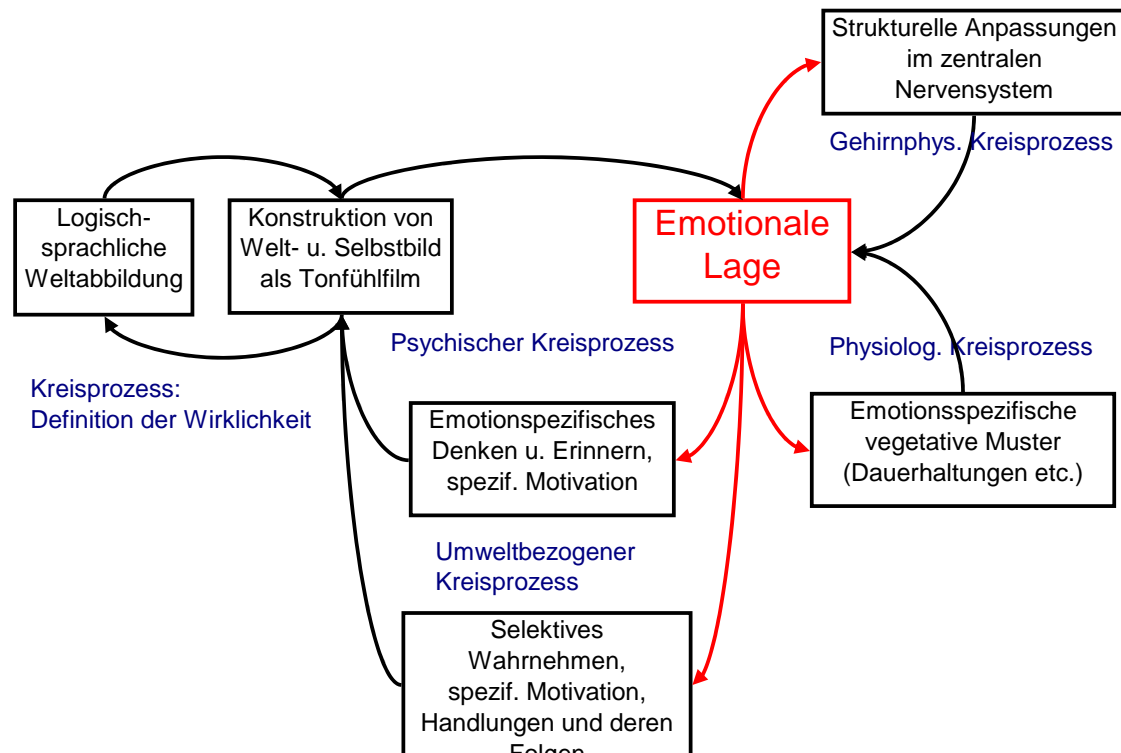 Strukturelle Anpassungen
im zentralen
Nervensystem
Gehirnphys. Kreisprozess
Logisch-
sprachliche
Weltabbildung
Konstruktion von
Welt- u. Selbstbild
als Tonfühlfilm
Emotionale
Lage
Psychischer Kreisprozess
Physiolog. Kreisprozess
Kreisprozess:
Definition der Wirklichkeit
Emotionspezifisches
Denken u. Erinnern,
spezif. Motivation
Emotionsspezifische
vegetative Muster
(Dauerhaltungen etc.)
Umweltbezogener
Kreisprozess
Selektives
Wahrnehmen,
spezif. Motivation,
Handlungen und deren
Folgen